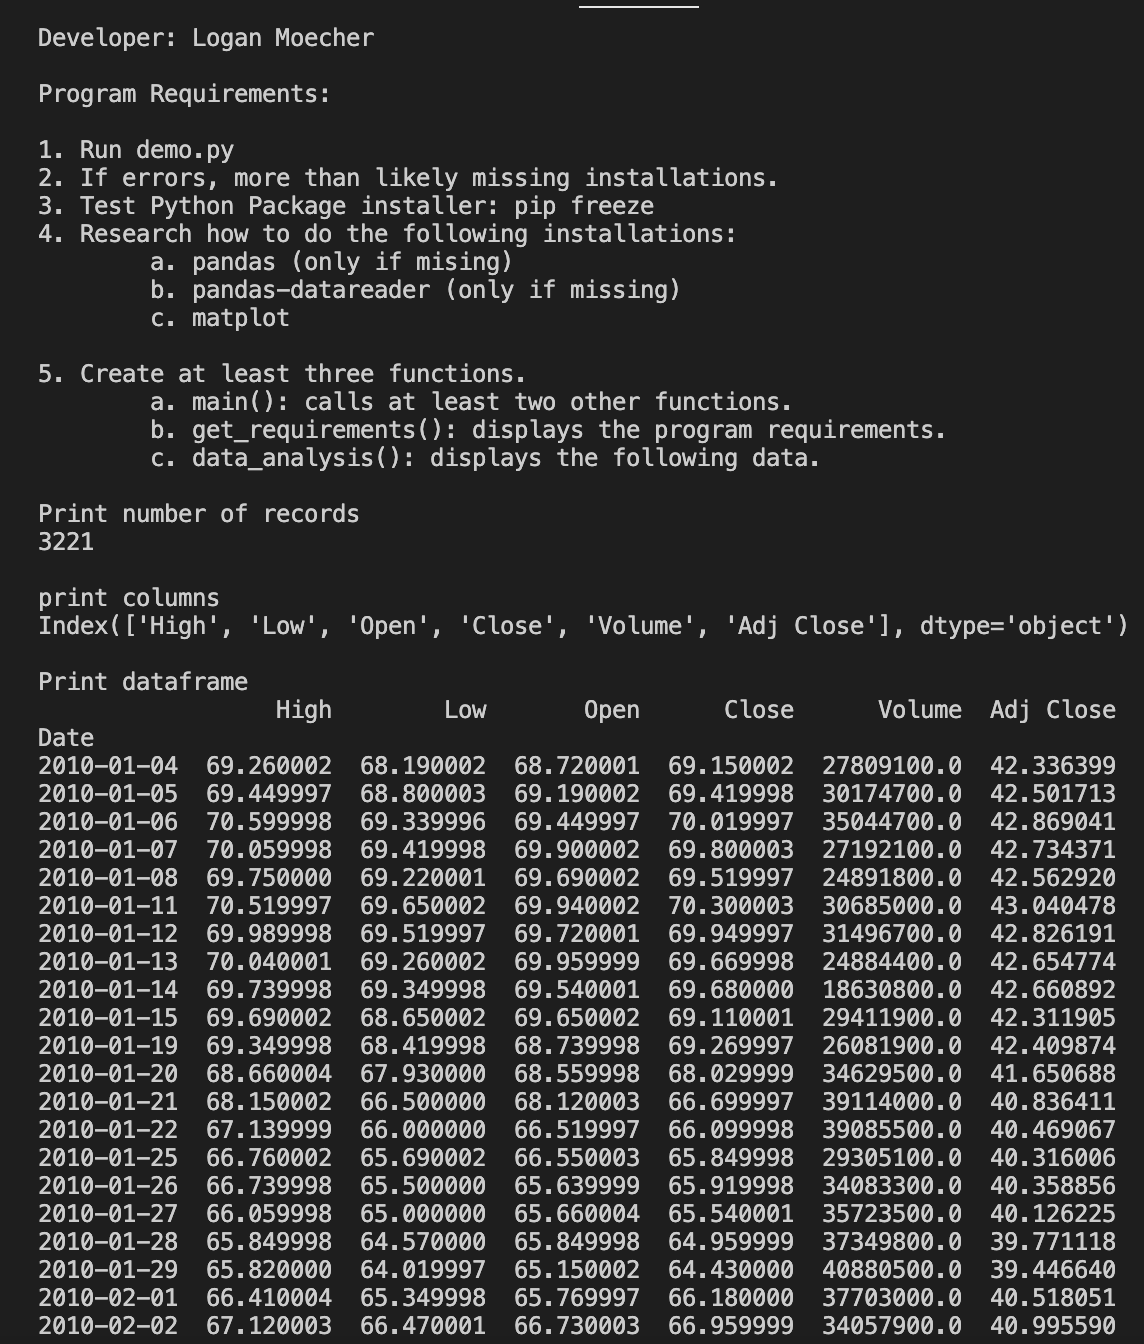 Developer: Logan Moecher
Program Requirements:
1. Run demo.py
2. If errors, more than likely missing installations.
3. Test Python Package installer: pip freeze
4. Research how to do the following installations:
a. pandas (only if mising)
b. pandas-datareader (only if missing)
c. matplot
5. Create at least three functions.
a. main(): calls at least two other functions.
b. get_requirements(): displays the program requirements.
c. data_analysis(): displays the following data.
Print number of records
3221
print columns
Index(['High', 'Low', 'Open', 'Close', 'Volume', 'Adj Close'], dtype='object')
Print dataframe
High Low Open Close Volume Adj Close
Date
2010-01-04 69.260002 68.190002 68.720001 69.150002 27809100.0 42.336399
2010-01-05 69.449997 68.800003 69.190002 69.419998 30174700.0 42.501713
2010-01-06 70.599998 69.339996 69.449997 70.019997 35044700.0 42.869041
2010-01-07 70.059998 69.419998 69.900002 69.800003 27192100.0 42.734371
2010-01-08 69.750000 69.220001 69.690002 69.519997 24891800.0 42.562920
2010-01-11 70.519997 69.650002 69.940002 70.300003 30685000.0 43.040478
2010-01-12 69.989998 69.519997 69.720001 69.949997 31496700.0 42.826191
2010-01-13 70.040001 69.260002 69.959999 69.669998 24884400.0 42.654774
2010-01-14 69.739998 69.349998 69.540001 69.680000 18630800.0 42.660892
2010-01-15 69.690002 68.650002 69.650002 69.110001 29411900.0 42.311905
2010-01-19 69.349998 68.419998 68.739998 69.269997 26081900.0 42.409874
2010-01-20 68.660004 67.930000 68.559998 68.029999 34629500.0 41.650688
2010-01-21 68.150002 66.500000 68.120003 66.699997 39114000.0 40.836411
2010-01-22 67.139999 66.000000 66.519997 66.099998 39085500.0 40.469067
2010-01-25 66.760002 65.690002 66.550003 65.849998 29305100.0 40.316006
2010-01-26 66.739998 65.500000 65.639999 65.919998 34083300.0 40.358856
2010-01-27 66.059998 65.000000 65.660004 65.540001 35723500.0 40.126225
2010-01-28 65.849998 64.570000 65.849998 64.959999 37349800.0 39.771118
2010-01-29 65.820000 64.019997 65.150002 64.430000 40880500.0 39.446640
2010-02-01 66.410004 65.349998 65.769997 66.180000 37703000.0 40.518051
2010-02-02 67.120003 66.470001 66.730003 66.959999 34057900.0 40.995590